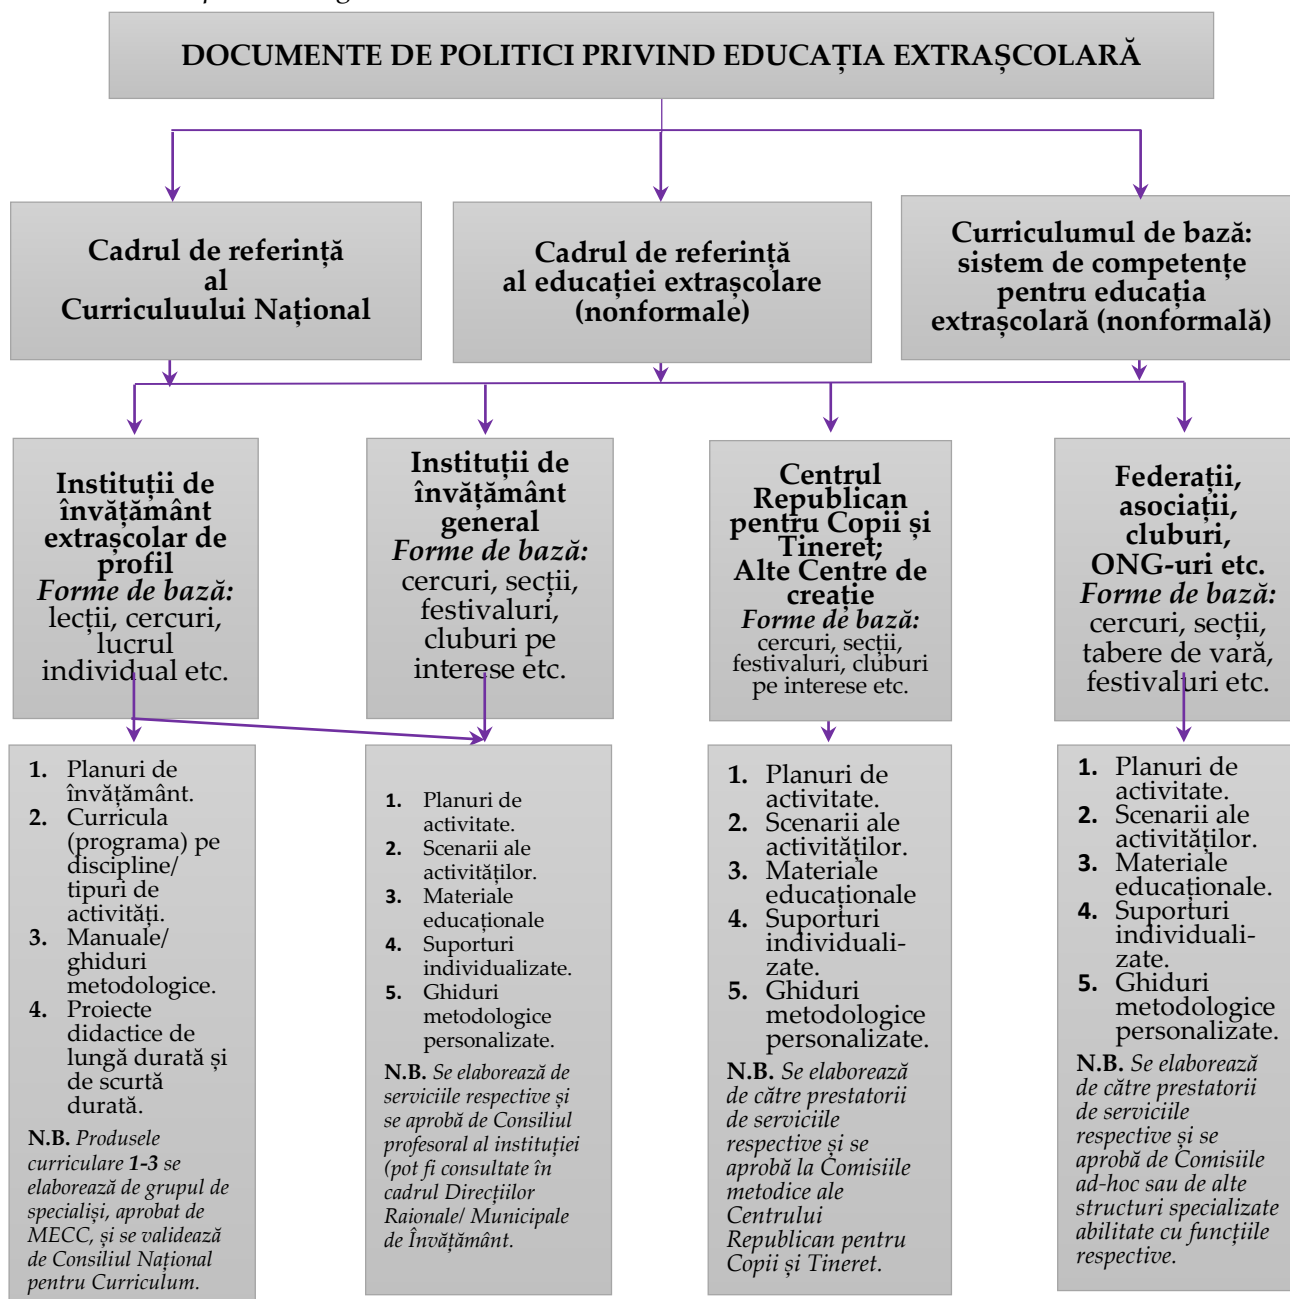 DOCUMENTE DE POLITICI PRIVIND EDUCAȚIA EXTRAȘCOLARĂ
Cadrul de referință
al
Curriculuului Național
Cadrul de referință
al educației extrașcolare
(nonformale)
Curriculumul de bază:
sistem de competențe
pentru educația
extrașcolară (nonformală)
Instituții de
învățământ
extrașcolar de
profil
Forme de bază:
lecții, cercuri,
lucrul
individual etc.
Instituții de
învățământ
general
Forme de bază:
cercuri, secții,
festivaluri,
cluburi pe
interese etc.
Centrul
Republican
pentru Copii și
Tineret;
Alte Centre de
creație
Forme de bază:
cercuri, secții,
festivaluri, cluburi
pe interese etc.
Federații,
asociații,
cluburi,
ONG-uri etc.
Forme de bază:
cercuri, secții,
tabere de vară,
festivaluri etc.
1. Planuri de
învățământ.
2. Curricula
(programa) pe
discipline/
tipuri de
activități.
3. Manuale/
ghiduri
metodologice.
4. Proiecte
didactice de
lungă durată și
de scurtă
durată.
N.B. Produsele
curriculare 1-3 se
elaborează de grupul de
specialiși, aprobat de
MECC, și se validează
de Consiliul Național
pentru Curriculum.
1. Planuri de
activitate.
2. Scenarii ale
activităților.
3. Materiale
educaționale
4. Suporturi
individualizate.
5. Ghiduri
metodologice
personalizate.
N.B. Se elaborează de
serviciile respective și
se aprobă de Consiliul
profesoral al instituției
(pot fi consultate în
cadrul Direcțiilor
Raionale/ Municipale
de Învățământ.
1. Planuri de
activitate.
2. Scenarii ale
activităților.
3. Materiale
educaționale
4. Suporturi
individuali-
zate.
5. Ghiduri
metodologice
personalizate.
N.B. Se elaborează
de către prestatorii
de serviciile
respective și se
aprobă la Comisiile
metodice ale
Centrului
Republican pentru
Copii și Tineret.
1. Planuri de
activitate.
2. Scenarii ale
activităților.
3. Materiale
educaționale.
4. Suporturi
individuali-
zate.
5. Ghiduri
metodologice
personalizate.
N.B. Se elaborează
de către prestatorii
de serviciile
respective și se
aprobă de Comisiile
ad-hoc sau de alte
structuri specializate
abilitate cu funcțiile
respective.